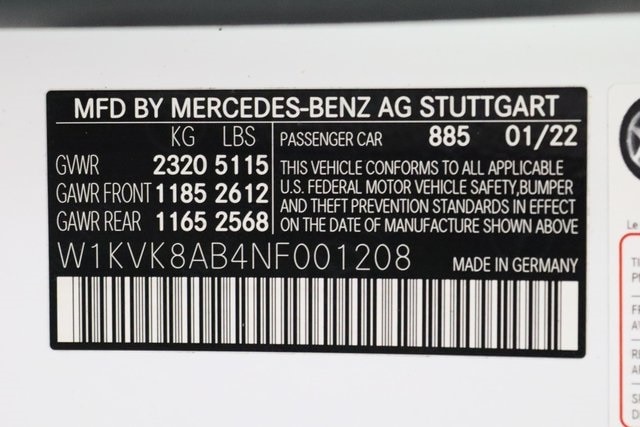 MFD BY MERCEDES-BENZ AG STUTTGART
KG LBS PASSENGER CAR 885 01/22
GVWR 2320 5115 THIS VEHICLE CONFORMS TO ALL APPLICABLE
GAWR FRONT 1185 2612 U.S. FEDERAL MOTOR VEHICLE SAFETY,BUMPER
GAWR REAR 1165 2568 AND THEFT PREVENTION STANDARDS IN EFFECT
ON THE DATE OF MANUFACTURE SHOWN ABOVE
W1KVK8AB4NF001208 MADE IN GERMANY
Le